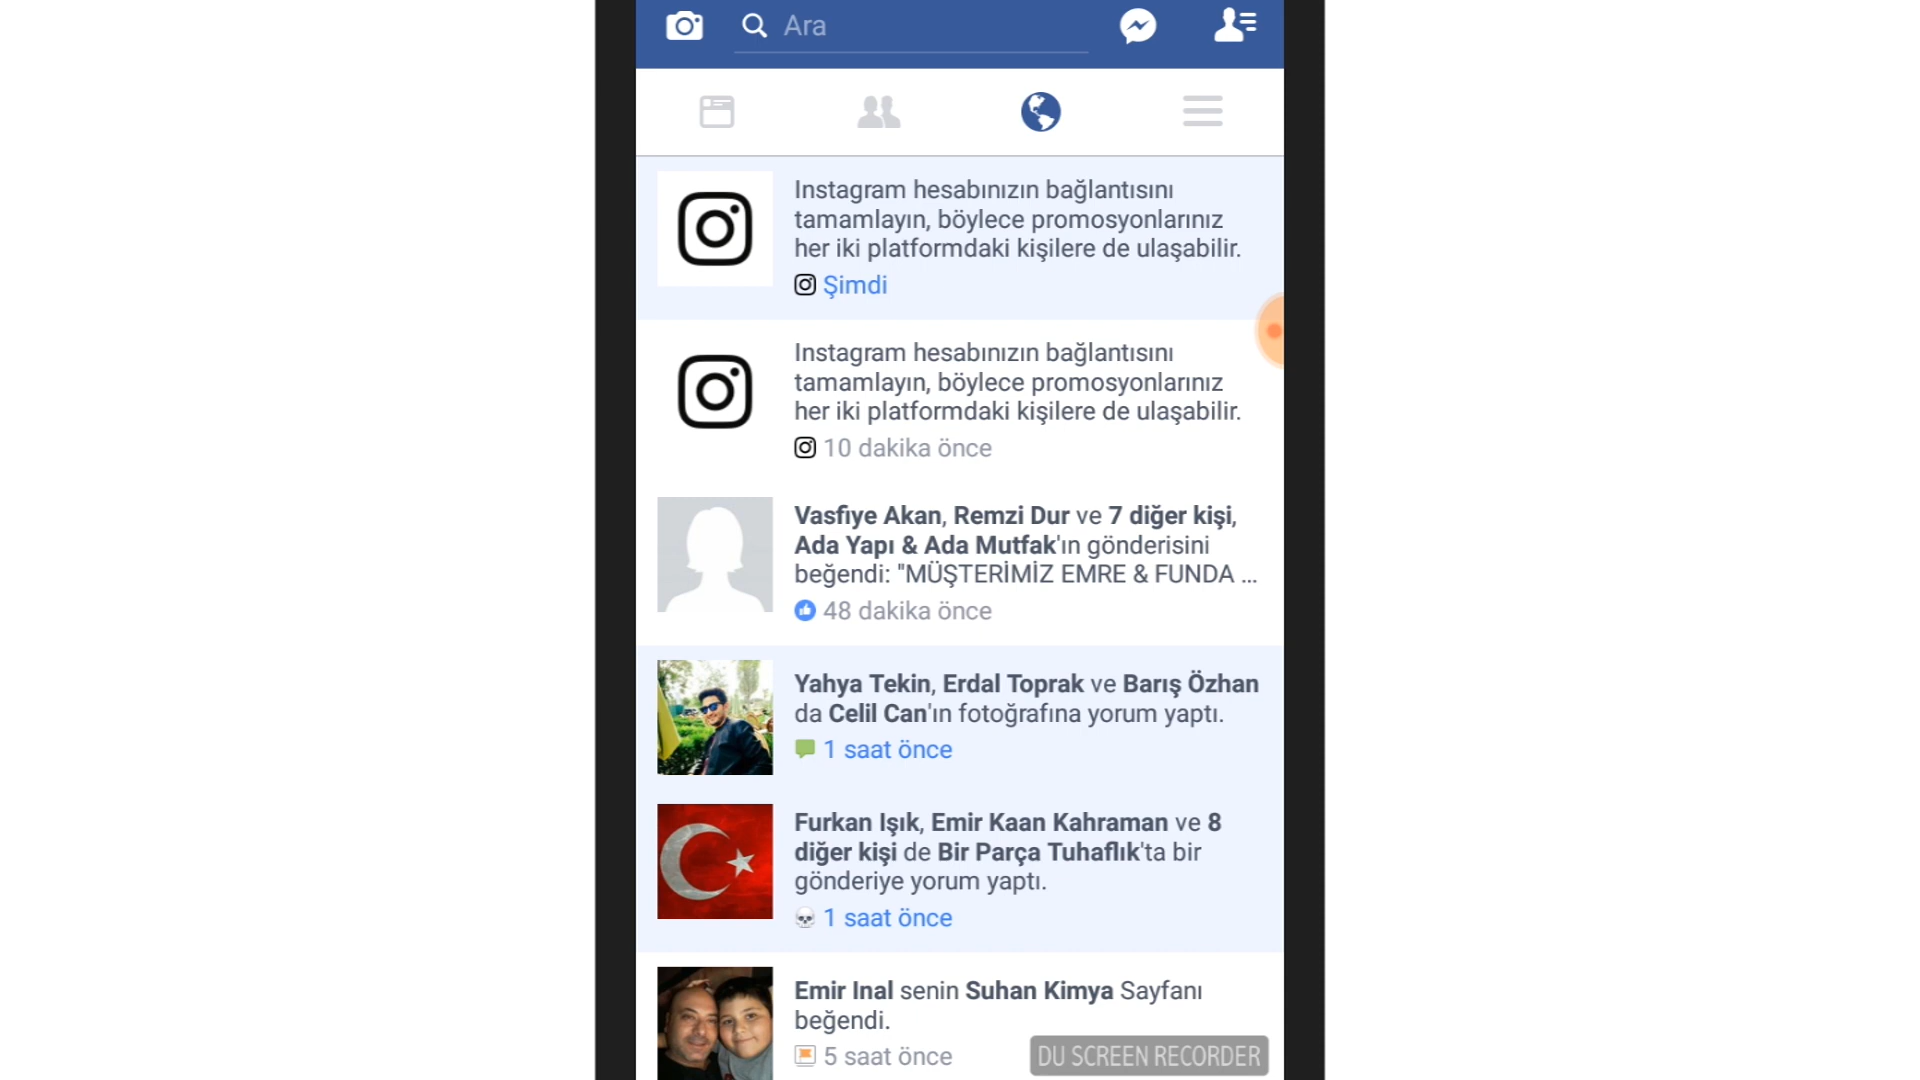 Ara
Instagram hesabınızın bağlantısını
tamamlayın, böylece promosyonlarınız
her iki platformdaki kişilere de ulaşabilir.
Şimdi
Instagram hesabınızın bağlantısını
tamamlayın, böylece promosyonlarınız
her iki platformdaki kişilere de ulaşabilir.
10 dakika önce
Vasfıye Akan, Remzi Dur ve 7 diğer kişi,
Ada Yapı & Ada Mutfak'ın gönderisini
beğendi: "MÜŞTERİMİZ EMRE & FUNDA ...
48 dakika önce
Yahya Tekin, Erdal Toprak ve Barış Özhan
da Celil Can'ın fotoğrafına yorum yaptı.
1 saat önce
Furkan Işık, Emir Kaan Kahraman ve 8
diğer kişi de Bir Parça Tuhaflık'ta bir
gönderiye yorum yaptı.
1 saat önce
Emir Inal senin Suhan Kimya Sayfanı
beğendi.
5 saat önce
DU SCREEN RECORDER